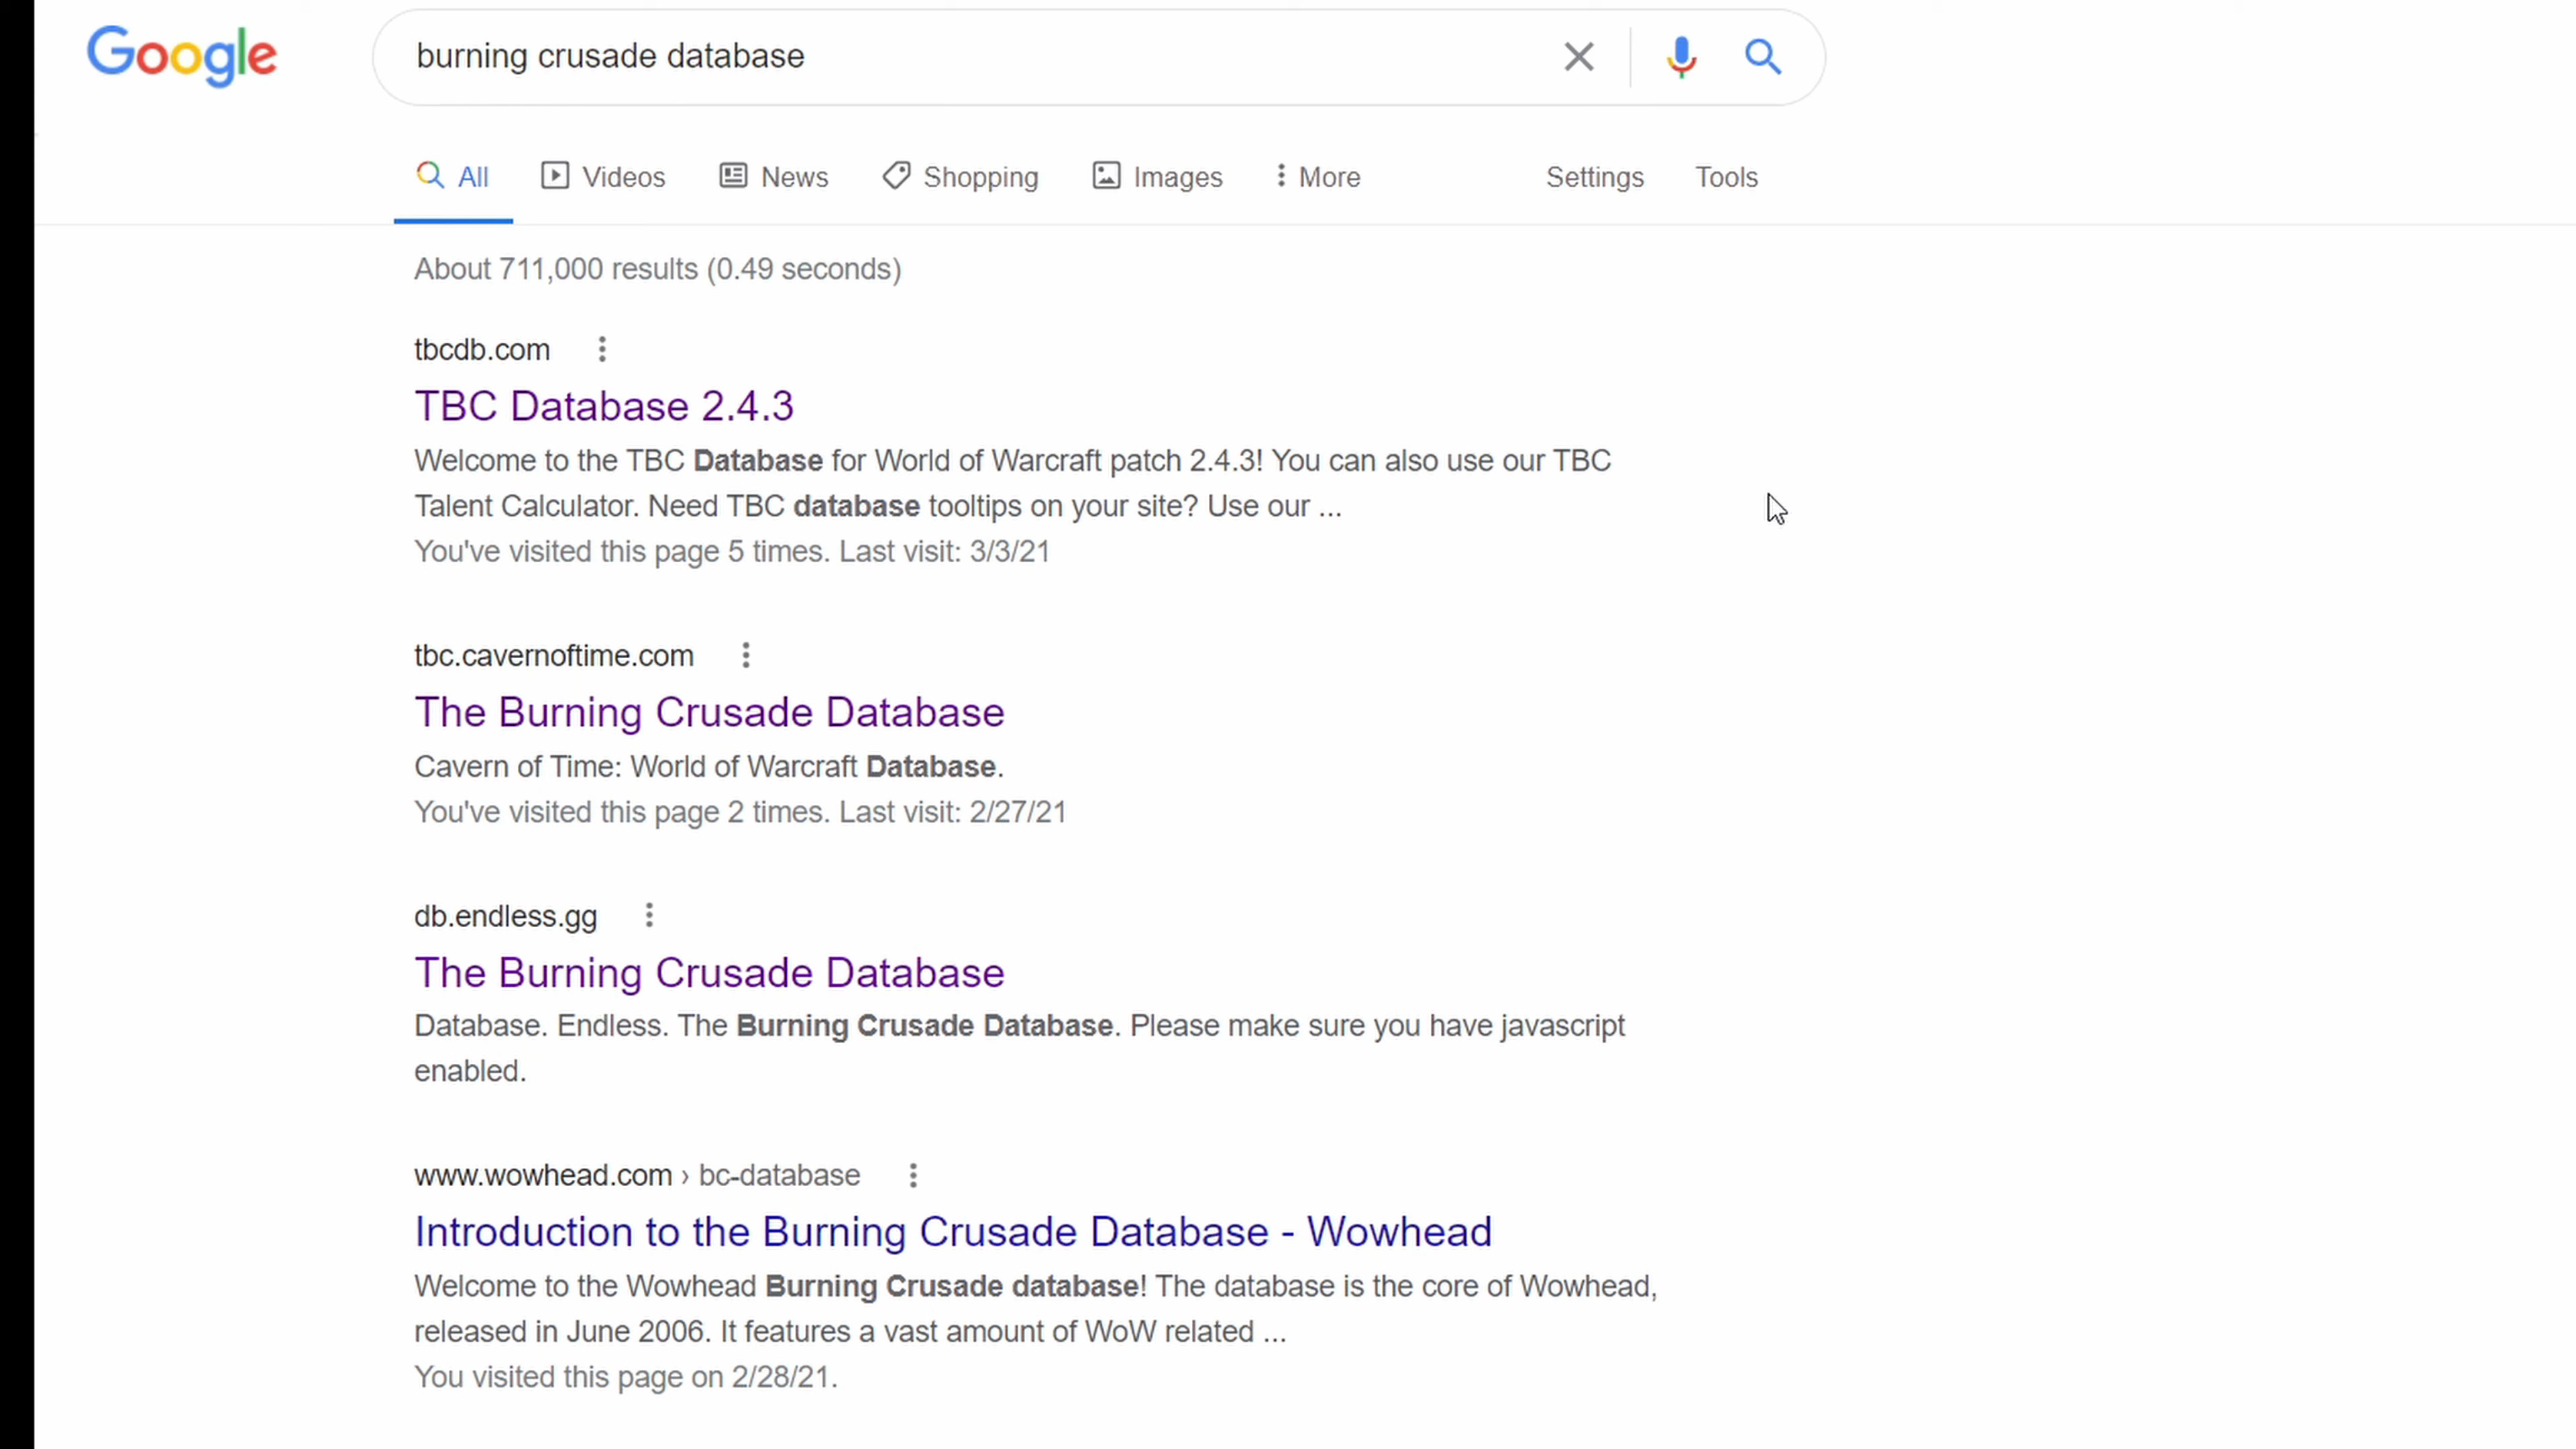 Google
burning crusade database
All Videos News Shopping Images More Settings Tools
About 711,000 results (0.49 seconds)
tbcdb.com
TBC Database 2.4.3
Welcome to the TBC Database for World of Warcraft patch 2.4.3! You can also use our TBC
Talent Calculator. Need TBC database tooltips on your site? Use our ...
You've visited this page 5 times. Last visit: 3/3/21
tbc.cavernoftime.com
The Burning Crusade Database
Cavern of Time: World of Warcraft Database.
You've visited this page 2 times. Last visit: 2/27/21
db.endless.gg
The Burning Crusade Database
Database. Endless. The Burning Crusade Database. Please make sure you have javascript
enabled.
www.wowhead.com › bc-database
Introduction to the Burning Crusade Database - Wowhead
Welcome to the Wowhead Burning Crusade database! The database is the core of Wowhead,
released in June 2006. It features a vast amount of WoW related ...
You visited this page on 2/28/21.